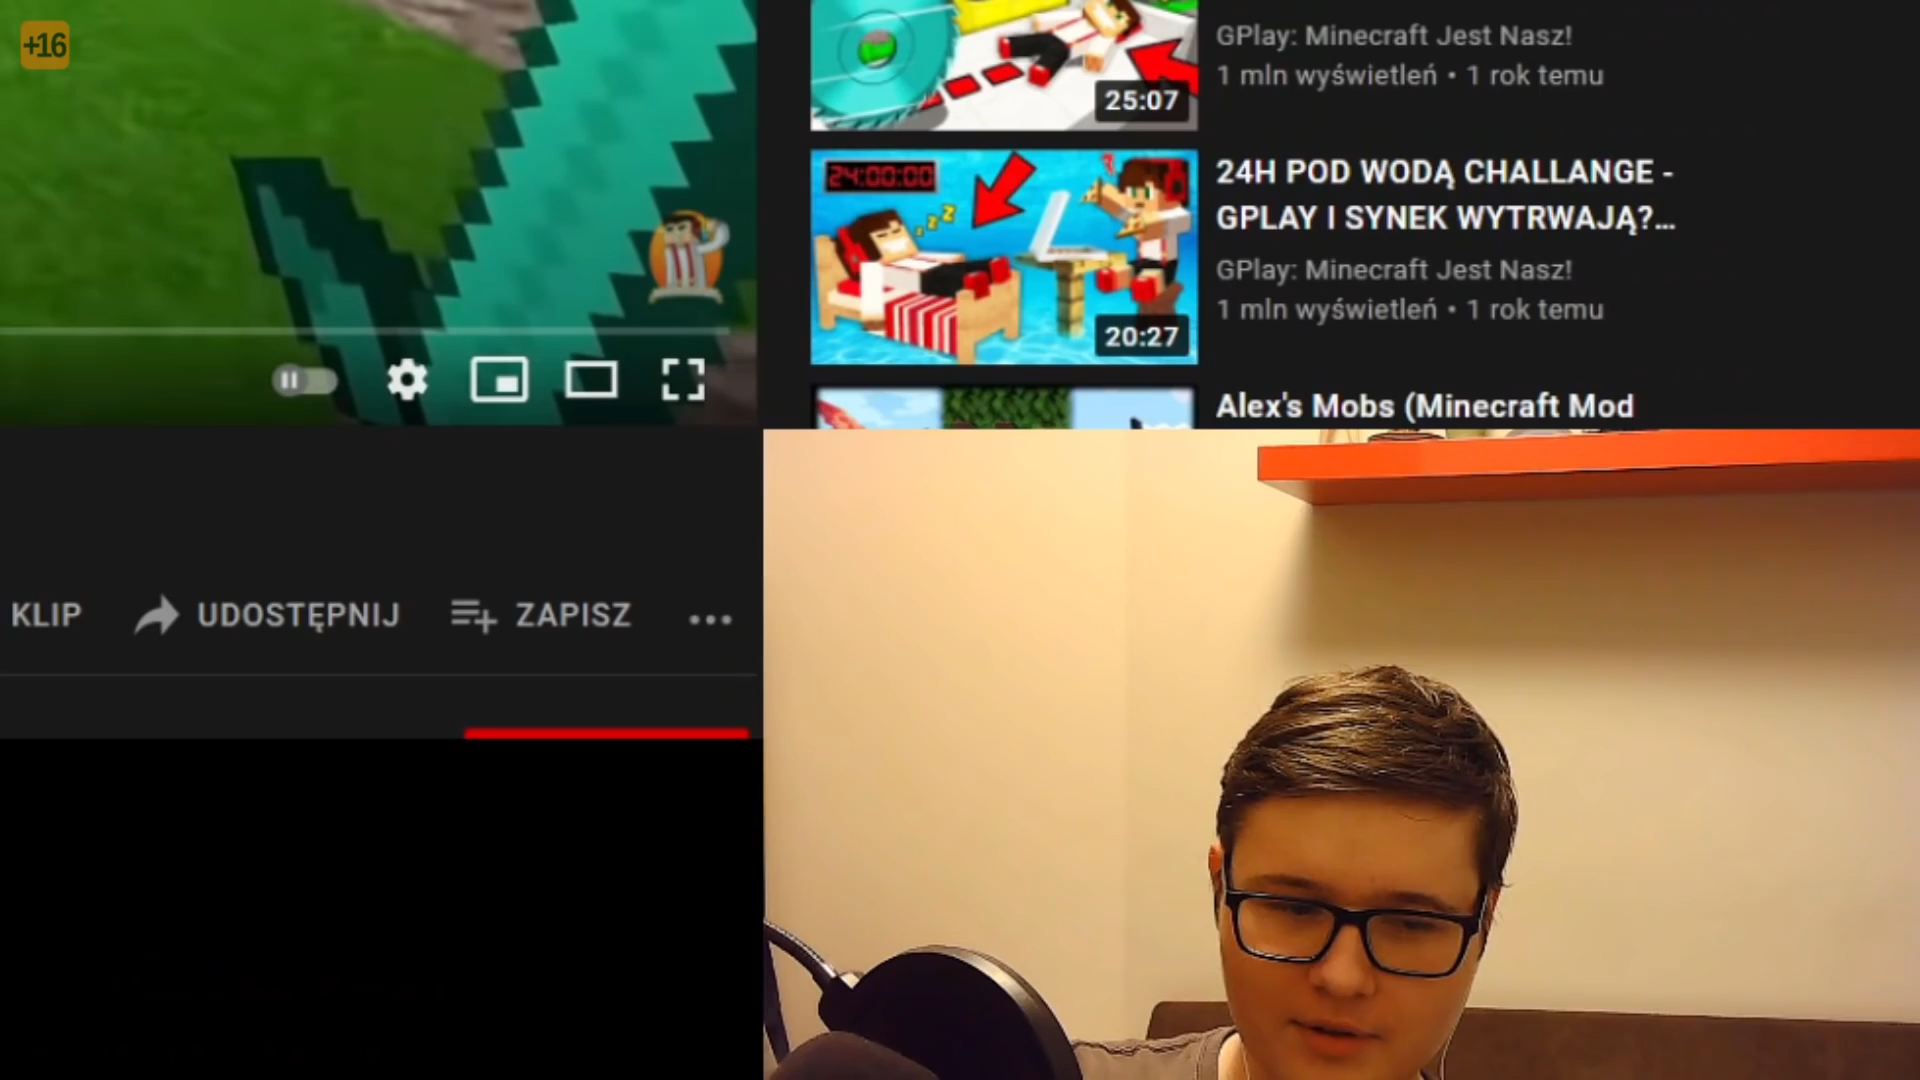 +16
GPlay: Minecraft Jest Nasz!
1 mln wyświetleń • 1 rok temu
25:07
24:00:00
zzz
20:27
24H POD WODĄ CHALLANGE -
GPLAY I SYNEK WYTRWAJĄ?...
GPlay: Minecraft Jest Nasz!
1 mln wyświetleń • 1 rok temu
Alex's Mobs (Minecraft Mod
KLIP
UDOSTĘPNIJ
ZAPISZ